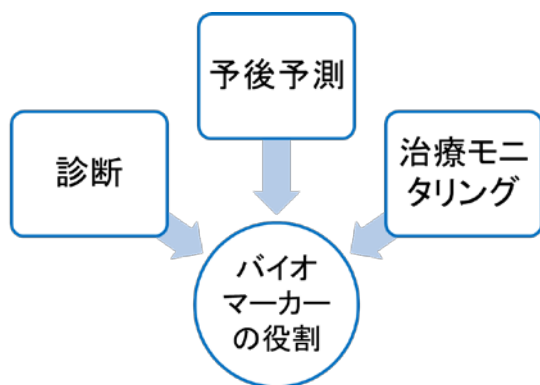 予後予測
診断
治療モニ
タリング
バイオ
マーカー
の役割